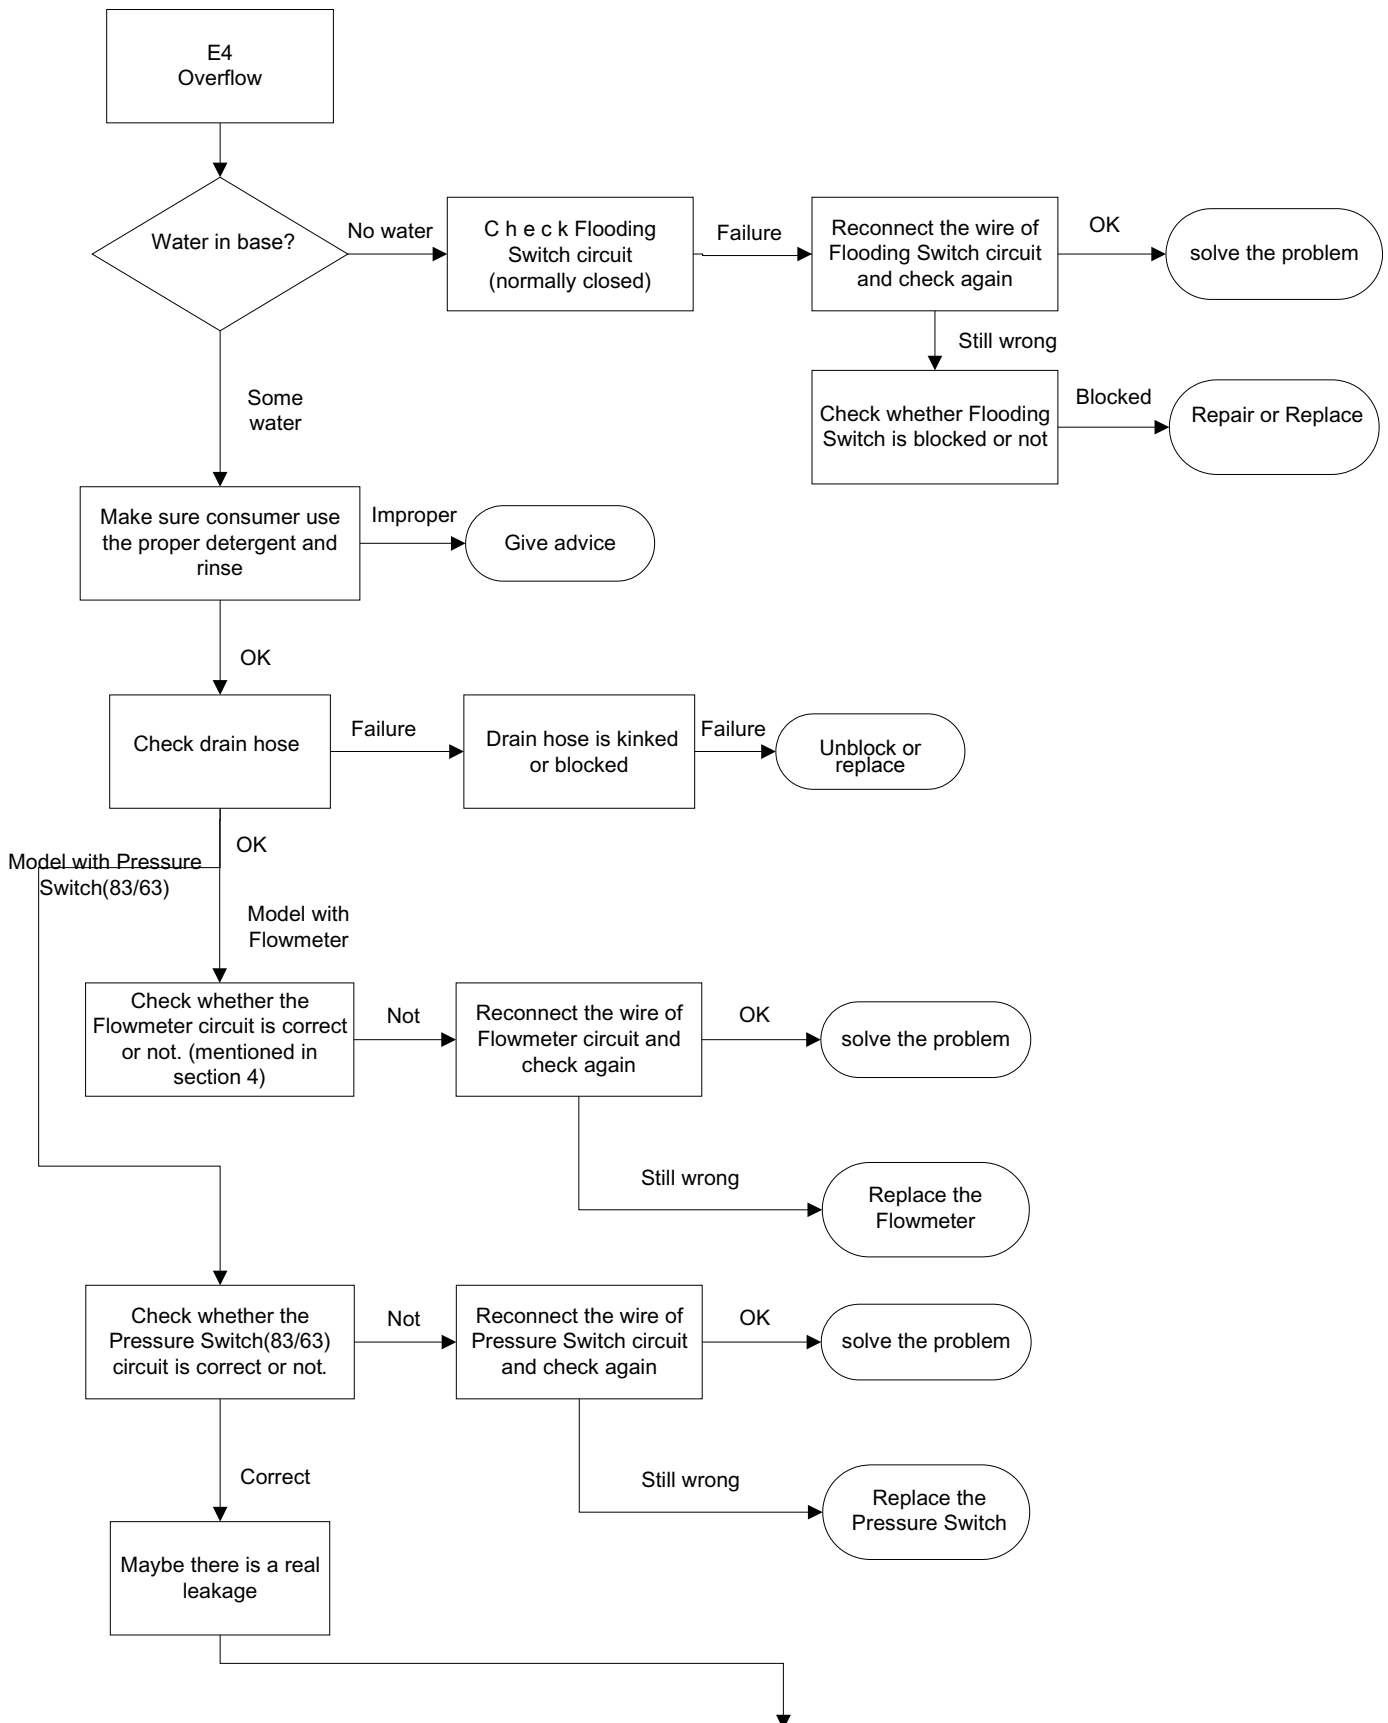 E4
Overflow
Water in base?
No water
C h e c k Flooding
Switch circuit
(normally closed)
Failure
Reconnect the wire of
Flooding Switch circuit
and check again
OK
solve the problem
Still wrong
Check whether Flooding
Switch is blocked or not
Blocked
Repair or Replace
Some
water
Make sure consumer use
the proper detergent and
rinse
Improper
Give advice
OK
Check drain hose
Failure
Drain hose is kinked
or blocked
Failure
Unblock or
replace
OK
Model with Pressure
Switch(83/63)
Model with
Flowmeter
Check whether the
Flowmeter circuit is correct
or not. (mentioned in
section 4)
Not
Reconnect the wire of
Flowmeter circuit and
check again
OK
solve the problem
Still wrong
Replace the
Flowmeter
Check whether the
Pressure Switch(83/63)
circuit is correct or not.
Not
Reconnect the wire of
Pressure Switch circuit
and check again
OK
solve the problem
Still wrong
Replace the
Pressure Switch
Correct
Maybe there is a real
leakage